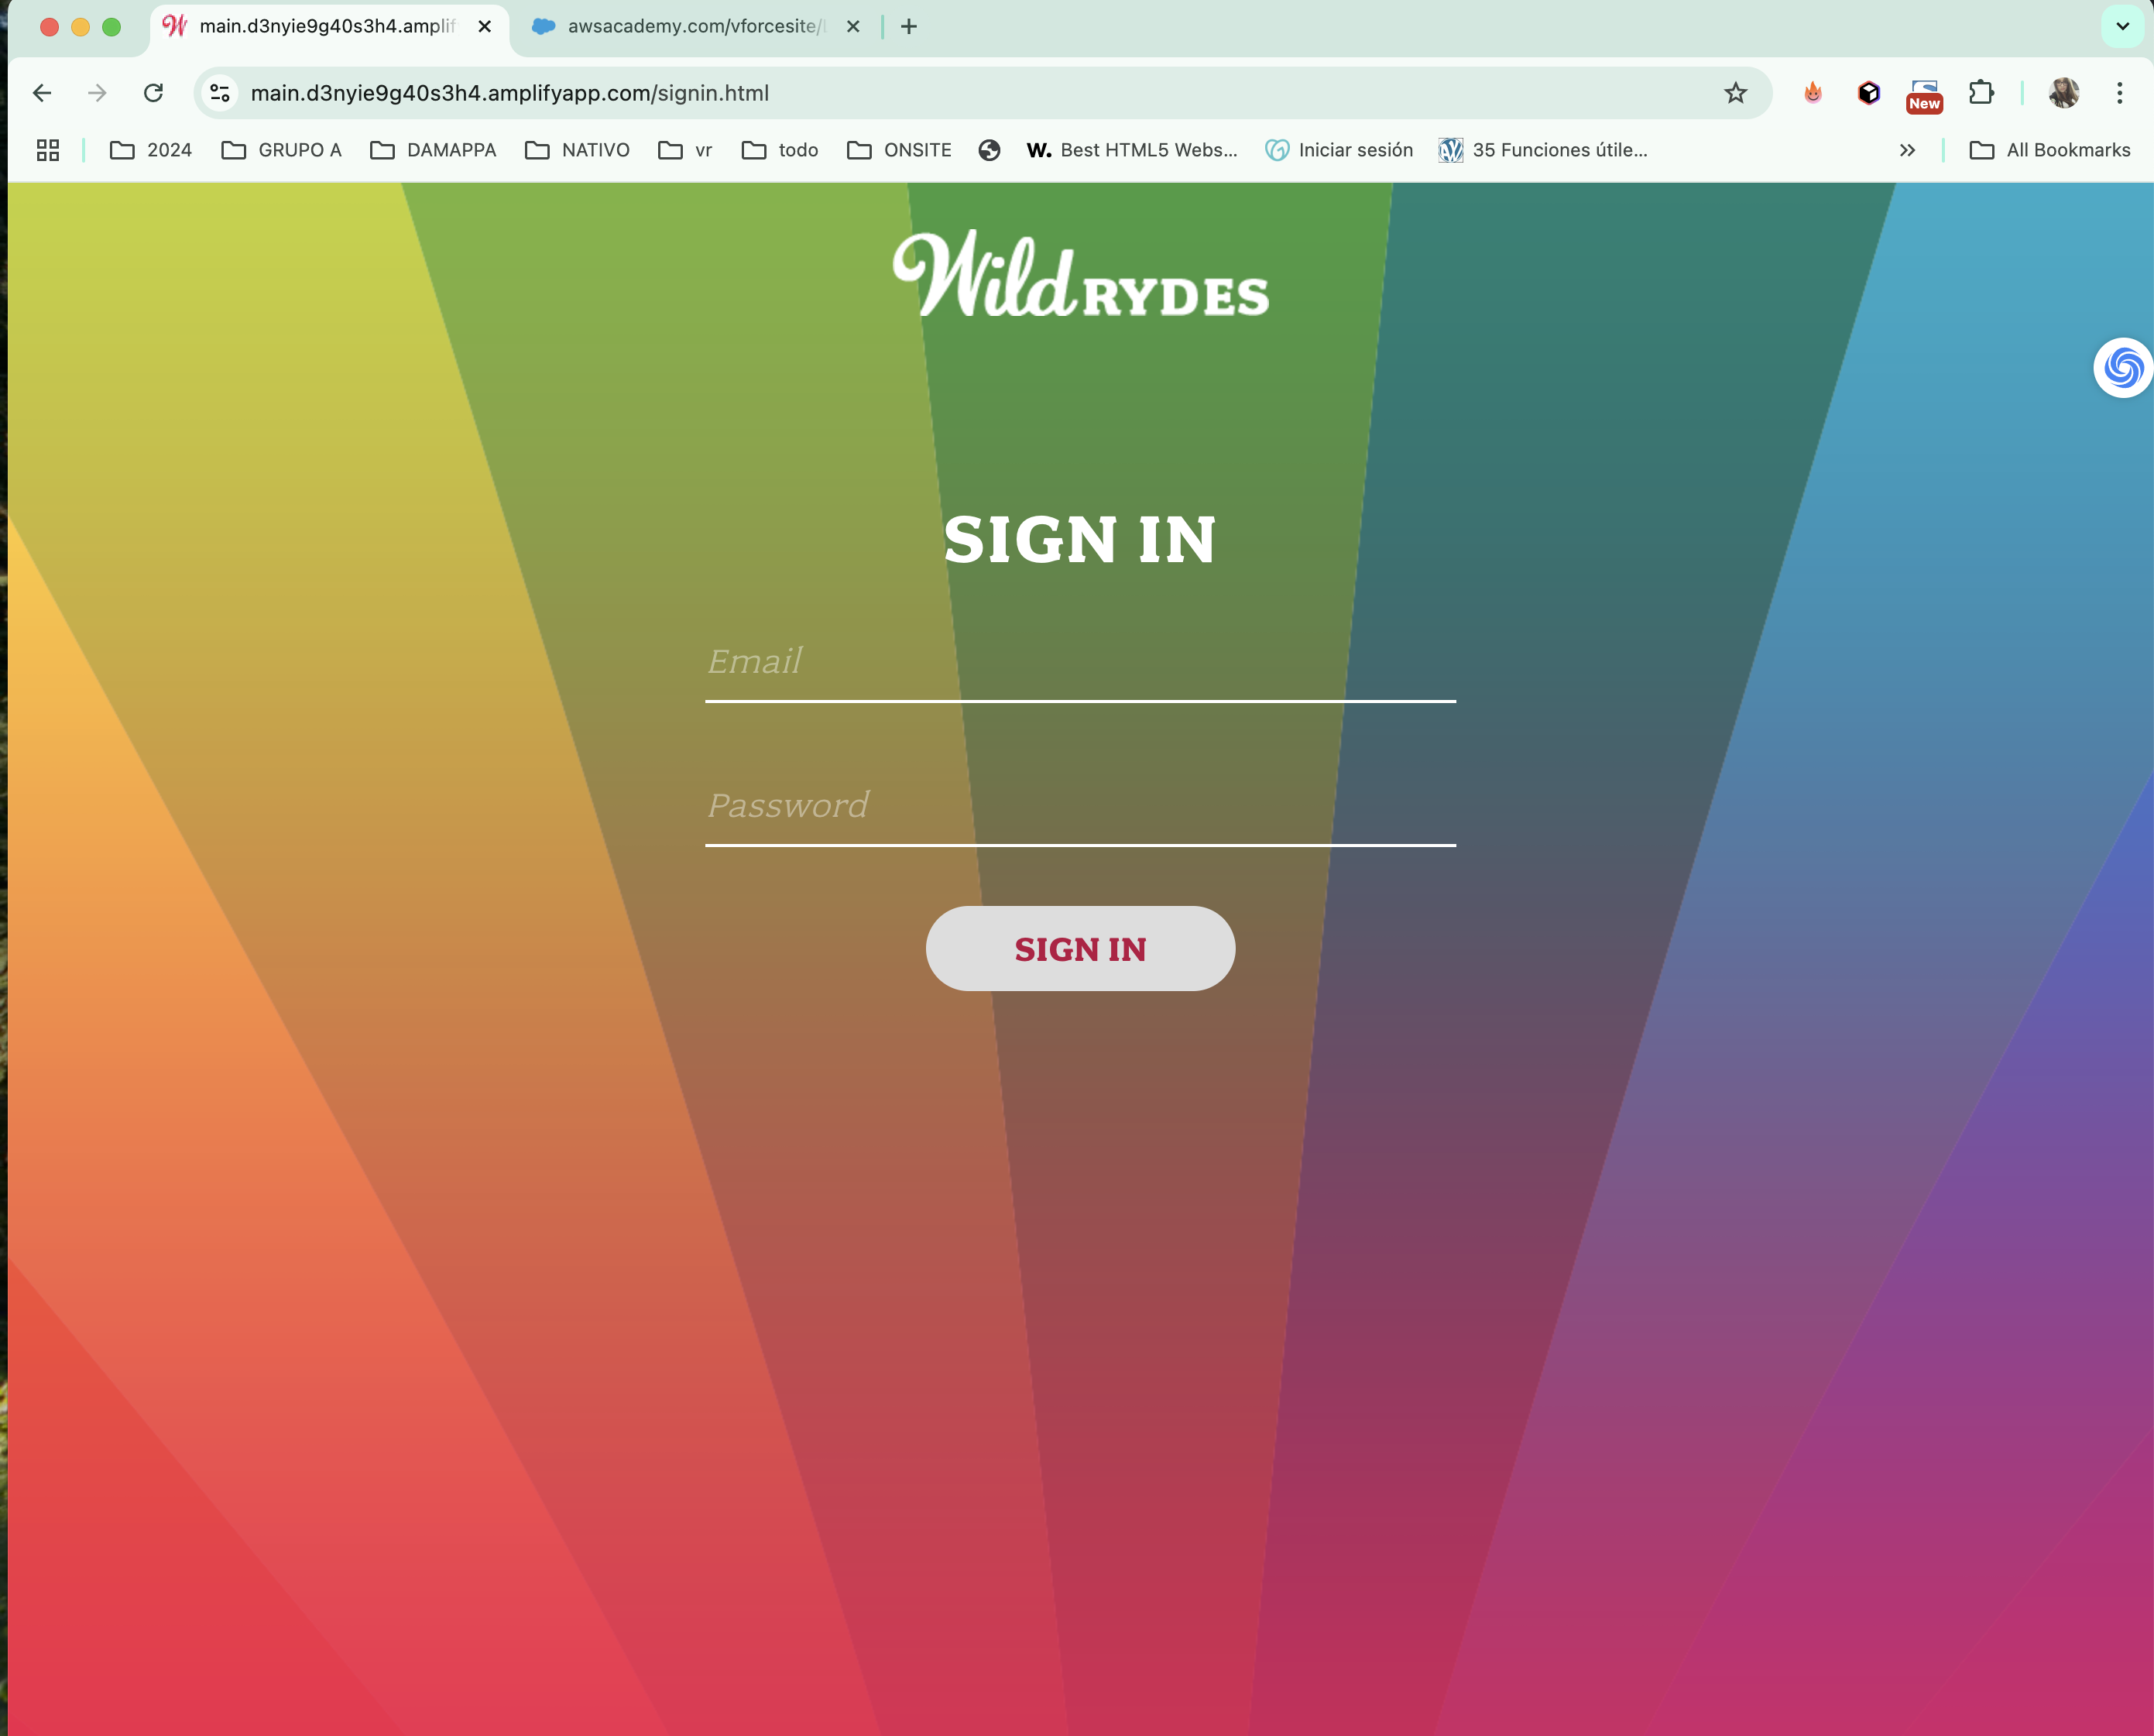 main.d3nyie9g40s3h4.amplif
awsacademy.com/vforcesite/
main.d3nyie9g40s3h4.amplifyapp.com/signin.html
New
2024 GRUPO A DAMAPPA NATIVO vr todo ONSITE W. Best HTML5 Webs... Iniciar sesión 35 Funciones útile... All Bookmarks
Wild RYDES
SIGN IN
Email
Password
SIGN IN